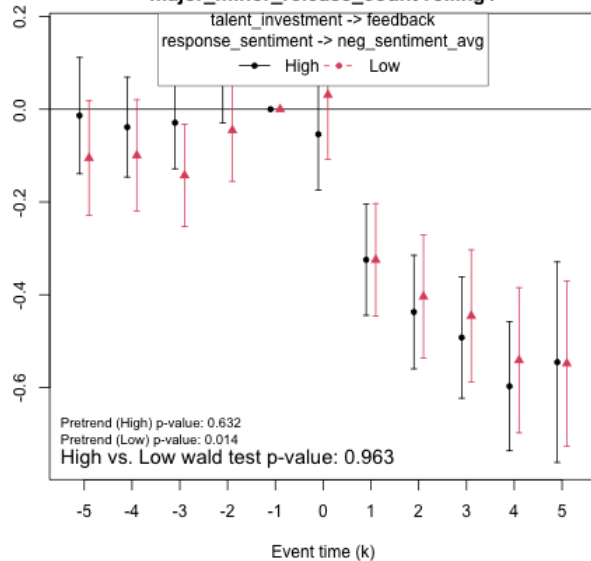 talent_investment -> feedback
response_sentiment -> neg_sentiment_avg
High Low
0.2
0.0
-0.2
-0.4
-0.6
Pretrend (High) p-value: 0.632
Pretrend (Low) p-value: 0.014
High vs. Low wald test p-value: 0.963
-5 -4 -3 -2 -1 0 1 2 3 4 5
Event time (k)